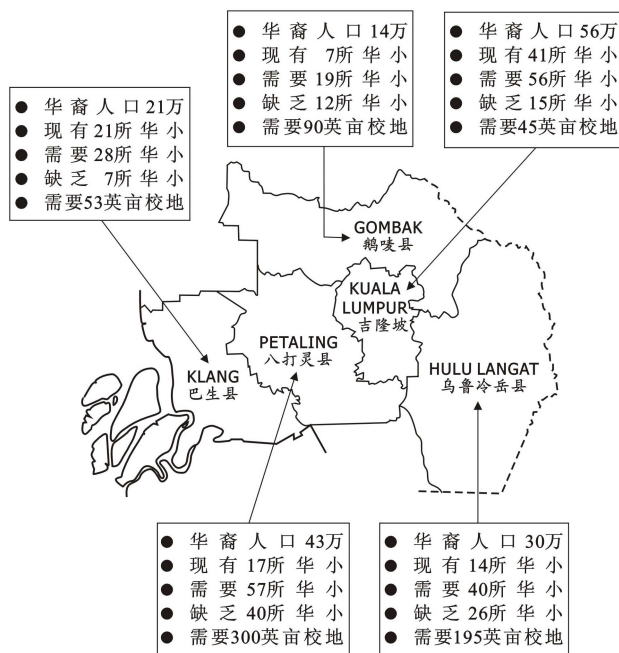 ● 华裔人口14万
● 现有 7所华小
● 需要19所华小
● 缺乏12所华小
● 需要90英亩校地
● 华裔人口56万
● 现有41所华小
● 需要56所华小
● 缺乏15所华小
● 需要45英亩校地
● 华裔人口21万
● 现有21所华小
● 需要28所华小
● 缺乏 7所华小
● 需要53英亩校地
GOMBAK
鹅唛县
KUALA
LUMPUR
吉隆坡
PETALING
八打灵县
KLANG
巴生县
HULU LANGAT
乌鲁冷岳县
● 华裔人口43万
● 现有17所华小
● 需要57所华小
● 缺乏40所华小
● 需要300英亩校地
● 华裔人口30万
● 现有14所华小
● 需要40所华小
● 缺乏26所华小
● 需要195英亩校地